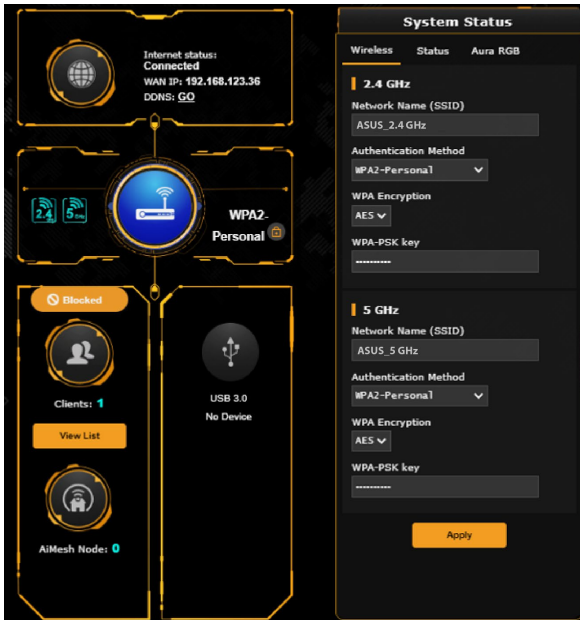 Internet status:
Connected
WAN IP: 192.168.123.36
DDNS: GO
2.4 GHz
5 GHz
WPA2-
Personal
Blocked
Clients: 1
View List
AiMesh Node: 0
USB 3.0
No Device
System Status
Wireless Status Aura RGB
2.4 GHz
Network Name (SSID)
ASUS_2.4 GHz
Authentication Method
WPA2-Personal
WPA Encryption
AES
WPA-PSK key
----------
5 GHz
Network Name (SSID)
ASUS_5 GHz
Authentication Method
WPA2-Personal
WPA Encryption
AES
WPA-PSK key
----------
Apply